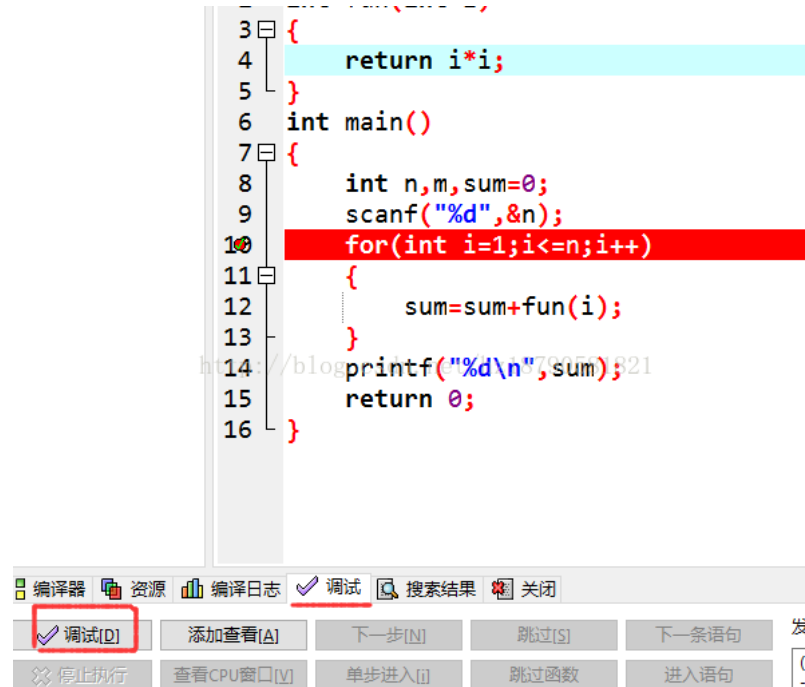 3 {
4 return i*i;
5 }
6 int main()
7 {
8 int n,m,sum=0;
9 scanf("%d",&n);
10 for(int i=1;i<=n;i++)
11 {
12 sum=sum+fun(i);
13 }
14 printf("%d\n",sum);
15 return 0;
16 }
编译器 资源 编译日志 调试 搜索结果 关闭
调试[D] 添加查看[A] 下一步[N] 跳过[S] 下一条语句
停止执行 查看CPU窗口[V] 单步进入[i] 跳过函数 进入语句